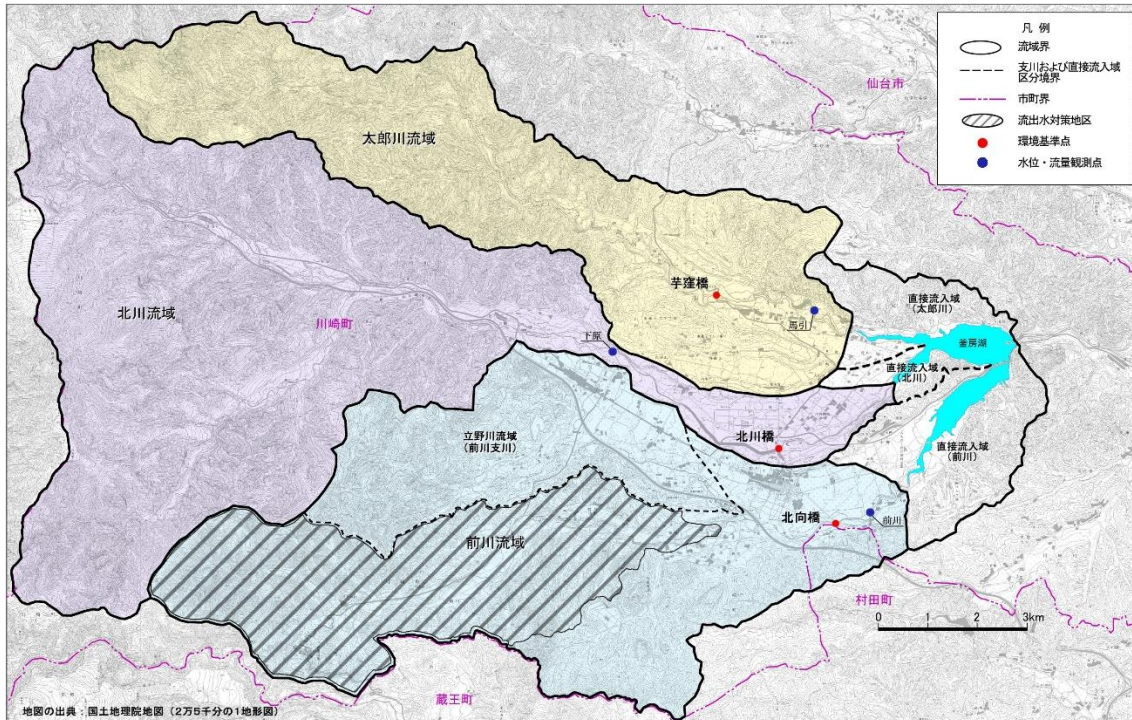 凡 例
流域界
支川および直接流入域
区分境界
市町界
流出水対策地区
環境基準点
水位・流量観測点
仙台市
太郎川流域
芋窪橋
馬引
直接流入域
(太郎川)
釜房湖
北川流域
川崎町
下原
直接流入域
(北川)
立野川流域
(前川支川)
北川橋
直接流入域
(前川)
前川流域
北向橋
前川
村田町
0 1 2 3km
蔵王町
地図の出典：国土地理院地図（2万5千分の1地形図）